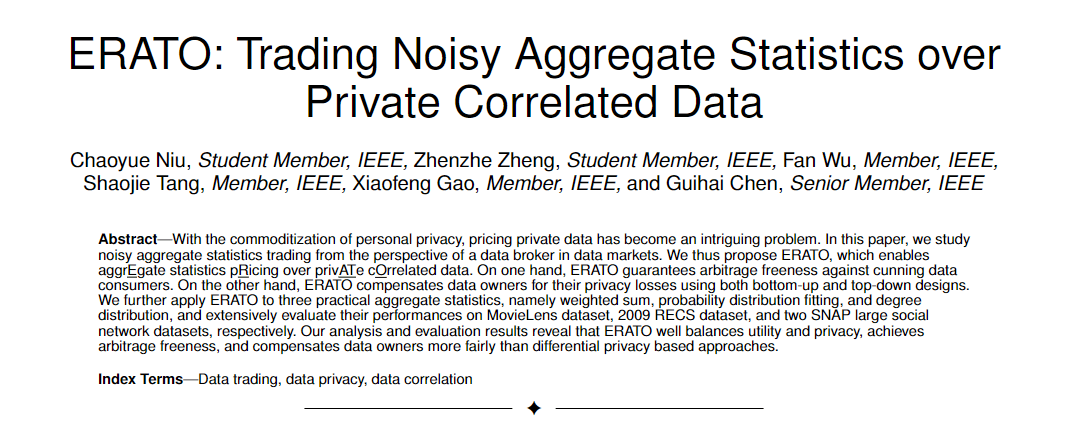 ERATO: Trading Noisy Aggregate Statistics over
Private Correlated Data
Chaoyue Niu, Student Member, IEEE, Zhenzhe Zheng, Student Member, IEEE, Fan Wu, Member, IEEE,
Shaojie Tang, Member, IEEE, Xiaofeng Gao, Member, IEEE, and Guihai Chen, Senior Member, IEEE
Abstract—With the commoditization of personal privacy, pricing private data has become an intriguing problem. In this paper, we study
noisy aggregate statistics trading from the perspective of a data broker in data markets. We thus propose ERATO, which enables
aggrEgate statistics pRicing over privATe cOrrelated data. On one hand, ERATO guarantees arbitrage freeness against cunning data
consumers. On the other hand, ERATO compensates data owners for their privacy losses using both bottom-up and top-down designs.
We further apply ERATO to three practical aggregate statistics, namely weighted sum, probability distribution fitting, and degree
distribution, and extensively evaluate their performances on MovieLens dataset, 2009 RECS dataset, and two SNAP large social
network datasets, respectively. Our analysis and evaluation results reveal that ERATO well balances utility and privacy, achieves
arbitrage freeness, and compensates data owners more fairly than differential privacy based approaches.
Index Terms—Data trading, data privacy, data correlation